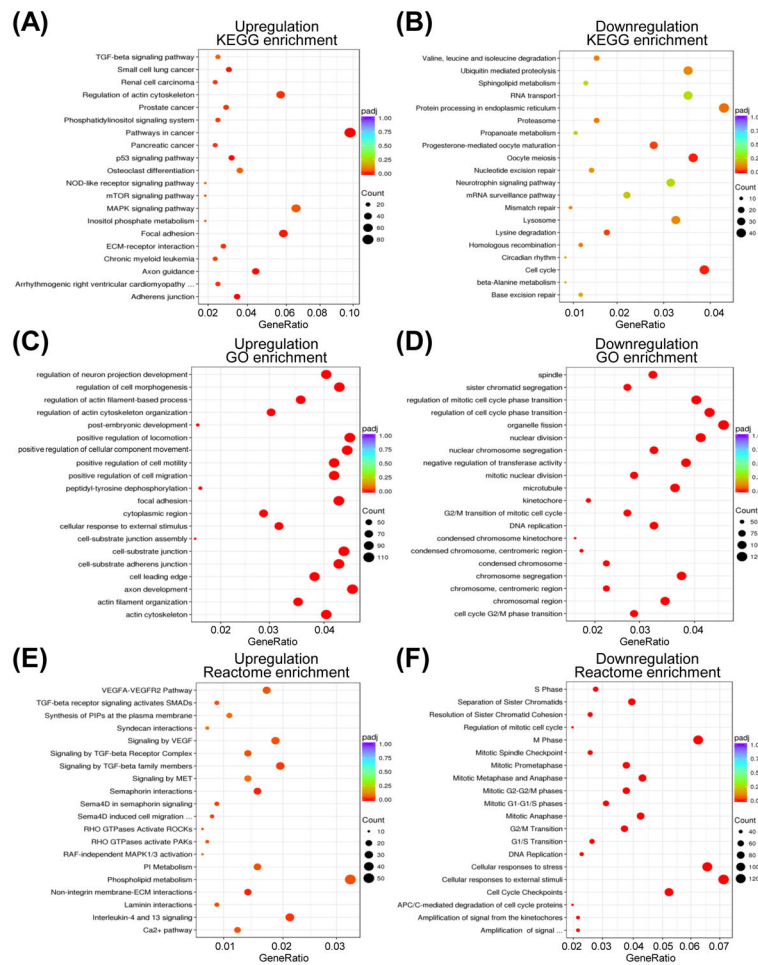 (A)
Upregulation
KEGG enrichment
TGF-beta signaling pathway
Small cell lung cancer
Renal cell carcinoma
Regulation of actin cytoskeleton
Prostate cancer
Phosphatidylinositol signaling system
Pathways in cancer
Pancreatic cancer
p53 signaling pathway
Osteoclast differentiation
NOD-like receptor signaling pathway
mTOR signaling pathway
MAPK signaling pathway
Inositol phosphate metabolism
Focal adhesion
ECM-receptor interaction
Chronic myeloid leukemia
Axon guidance
Arrhythmogenic right ventricular cardiomyopathy ...
Adherens junction
0.02 0.04 0.06 0.08 0.10
GeneRatio
padj
1.00
0.75
0.50
0.25
0.00
Count
20
40
60
80
(B)
Downregulation
KEGG enrichment
Valine, leucine and isoleucine degradation
Ubiquitin mediated proteolysis
Sphingolipid metabolism
RNA transport
Protein processing in endoplasmic reticulum
Proteasome
Propanoate metabolism
Progesterone-mediated oocyte maturation
Oocyte meiosis
Nucleotide excision repair
Neurotrophin signaling pathway
mRNA surveillance pathway
Mismatch repair
Lysosome
Lysine degradation
Homologous recombination
Circadian rhythm
Cell cycle
beta-Alanine metabolism
Base excision repair
0.01 0.02 0.03 0.04
GeneRatio
padj
1.00
0.75
0.50
0.25
0.00
Count
10
20
30
40
(C)
Upregulation
GO enrichment
regulation of neuron projection development
regulation of cell morphogenesis
regulation of actin filament-based process
regulation of actin cytoskeleton organization
post-embryonic development
positive regulation of locomotion
positive regulation of cellular component movement
positive regulation of cell motility
positive regulation of cell migration
peptidyl-tyrosine dephosphorylation
focal adhesion
cytoplasmic region
cellular response to external stimulus
cell-substrate junction assembly
cell-substrate junction
cell-substrate adherens junction
cell leading edge
axon development
actin filament organization
actin cytoskeleton
0.02 0.03 0.04
GeneRatio
padj
1.00
0.75
0.50
0.25
0.00
Count
50
70
90
110
(D)
Downregulation
GO enrichment
spindle
sister chromatid segregation
regulation of mitotic cell cycle phase transition
regulation of cell cycle phase transition
organelle fission
nuclear division
nuclear chromosome segregation
negative regulation of transferase activity
mitotic nuclear division
microtubule
kinetochore
G2/M transition of mitotic cell cycle
DNA replication
condensed chromosome kinetochore
condensed chromosome, centromeric region
condensed chromosome
chromosome segregation
chromosome, centromeric region
chromosomal region
cell cycle G2/M phase transition
0.02 0.03 0.04
GeneRatio
padj
1.0
0.7
0.5
0.2
0.0
Count
50
75
10
12
(E)
Upregulation
Reactome enrichment
VEGFA-VEGFR2 Pathway
TGF-beta receptor signaling activates SMADs
Synthesis of PIPs at the plasma membrane
Syndecan interactions
Signaling by VEGF
Signaling by TGF-beta Receptor Complex
Signaling by TGF-beta family members
Signaling by MET
Semaphorin interactions
Sema4D in semaphorin signaling
Sema4D induced cell migration ...
RHO GTPases Activate ROCKs
RHO GTPases activate PAKs
RAF-independent MAPK1/3 activation
PI Metabolism
Phospholipid metabolism
Non-integrin membrane-ECM interactions
Laminin interactions
Interleukin-4 and 13 signaling
Ca2+ pathway
0.01 0.02 0.03
GeneRatio
padj
1.00
0.75
0.50
0.25
0.00
Count
10
20
30
40
50
(F)
Downregulation
Reactome enrichment
S Phase
Separation of Sister Chromatids
Resolution of Sister Chromatid Cohesion
Regulation of mitotic cell cycle
M Phase
Mitotic Spindle Checkpoint
Mitotic Prometaphase
Mitotic Metaphase and Anaphase
Mitotic G2-G2/M phases
Mitotic G1-G1/S phases
Mitotic Anaphase
G2/M Transition
G1/S Transition
DNA Replication
Cellular responses to stress
Cellular responses to external stimuli
Cell Cycle Checkpoints
APC/C-mediated degradation of cell cycle proteins
Amplification of signal from the kinetochores
Amplification of signal ...
0.02 0.03 0.04 0.05 0.06 0.07
GeneRatio
padj
1.00
0.75
0.50
0.25
0.00
Count
40
60
80
100
120